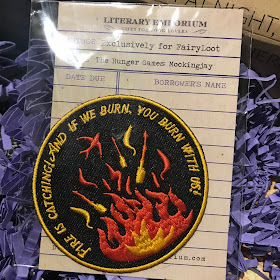 LITERARY EMPORIUM
AUTHOR Exclusively for FairyLoot
The Hunger Games Mockingjay
DATE DUE BORROWER'S NAME
FIRE IS CATCHING! AND IF WE BURN, YOU BURN WITH US!